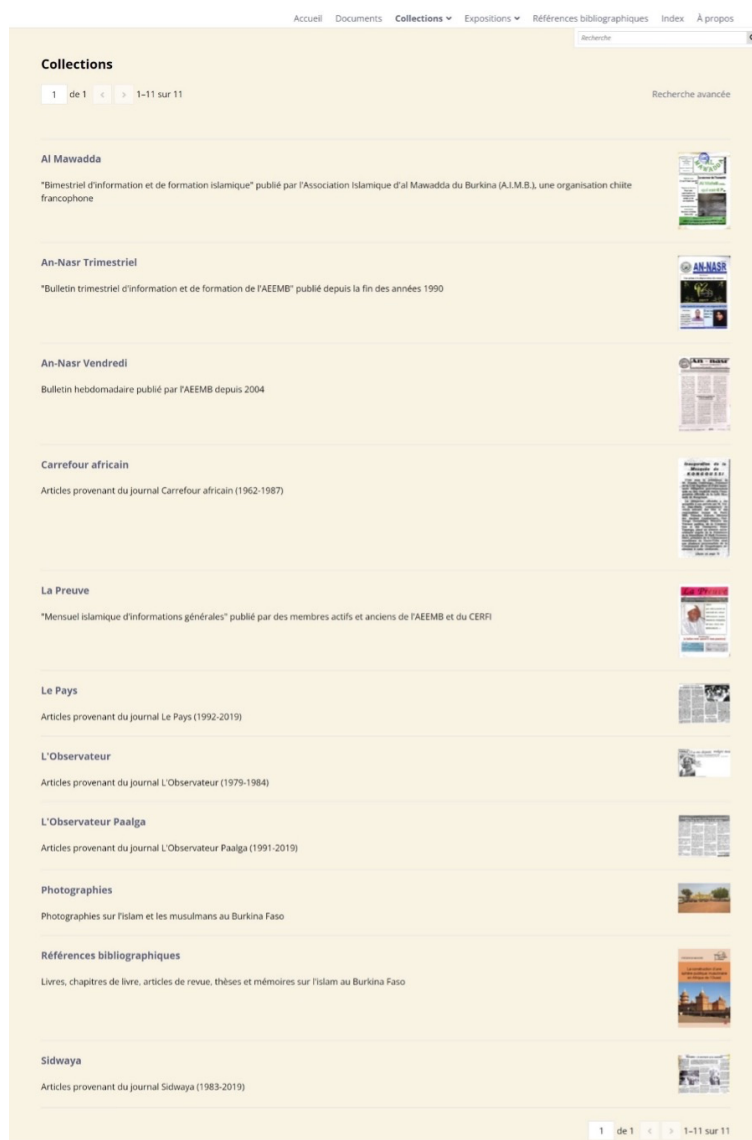 Accueil Documents Collections Expositions Références bibliographiques Index À propos
Recherche
Collections
1 de 1 < > 1–11 sur 11
Recherche avancée
Al Mawadda
"Bimestriel d'information et de formation islamique" publié par l'Association Islamique d'al Mawadda du Burkina (A.I.M.B.), une organisation chiite
francophone
An-Nasr Trimestriel
"Bulletin trimestriel d'information et de formation de l'AEEMB" publié depuis la fin des années 1990
AN-NASR
An-Nasr Vendredi
Bulletin hebdomadaire publié par l'AEEMB depuis 2004
An - nasr
Carrefour africain
Articles provenant du journal Carrefour africain (1962-1987)
La Preuve
"Mensuel islamique d'informations générales" publié par des membres actifs et anciens de l'AEEMB et du CERFI
La Preuve
Le Pays
Articles provenant du journal Le Pays (1992-2019)
L'Observateur
Articles provenant du journal L'Observateur (1979-1984)
L'Observateur Paalga
Articles provenant du journal L'Observateur Paalga (1991-2019)
Photographies
Photographies sur l'islam et les musulmans au Burkina Faso
Références bibliographiques
Livres, chapitres de livre, articles de revue, thèses et mémoires sur l'islam au Burkina Faso
Sidwaya
Articles provenant du journal Sidwaya (1983-2019)
1 de 1 < > 1–11 sur 11